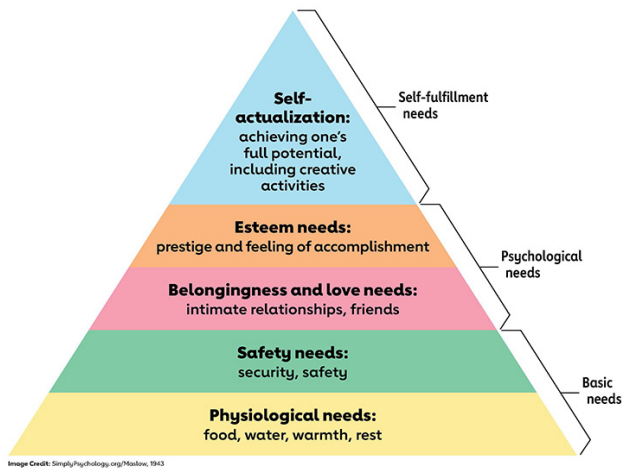 Self-
actualization:
achieving one's
full potential,
including creative
activities
Self-fulfillment
needs
Esteem needs:
prestige and feeling of accomplishment
Psychological
needs
Belongingness and love needs:
intimate relationships, friends
Safety needs:
security, safety
Basic
needs
Physiological needs:
food, water, warmth, rest
Image Credit: SimplyPsychology.org/Maslow, 1943